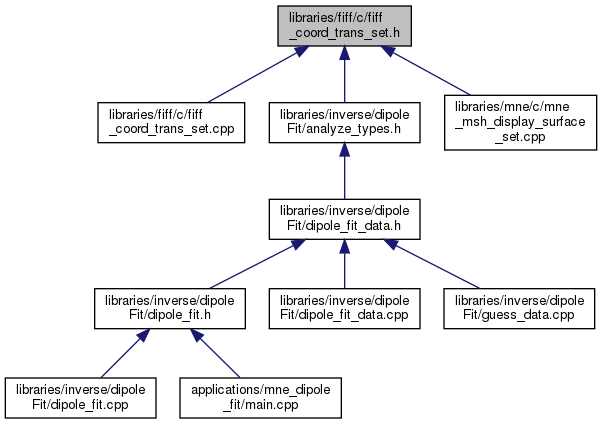 libraries/fiff/c/fiff
_coord_trans_set.h
libraries/fiff/c/fiff
_coord_trans_set.cpp
libraries/inverse/dipole
Fit/analyze_types.h
libraries/mne/c/mne
_msh_display_surface
_set.cpp
libraries/inverse/dipole
Fit/dipole_fit_data.h
libraries/inverse/dipole
Fit/dipole_fit.h
libraries/inverse/dipole
Fit/dipole_fit_data.cpp
libraries/inverse/dipole
Fit/guess_data.cpp
libraries/inverse/dipole
Fit/dipole_fit.cpp
applications/mne_dipole
_fit/main.cpp